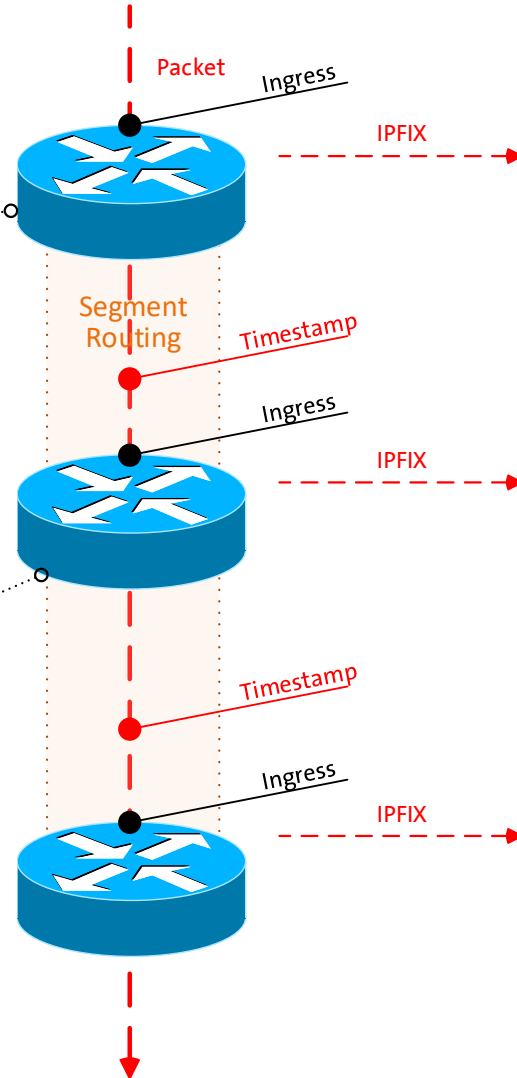 Packet
Ingress
IPFIX
Segment
Routing
Timestamp
Ingress
IPFIX
Timestamp
Ingress
IPFIX